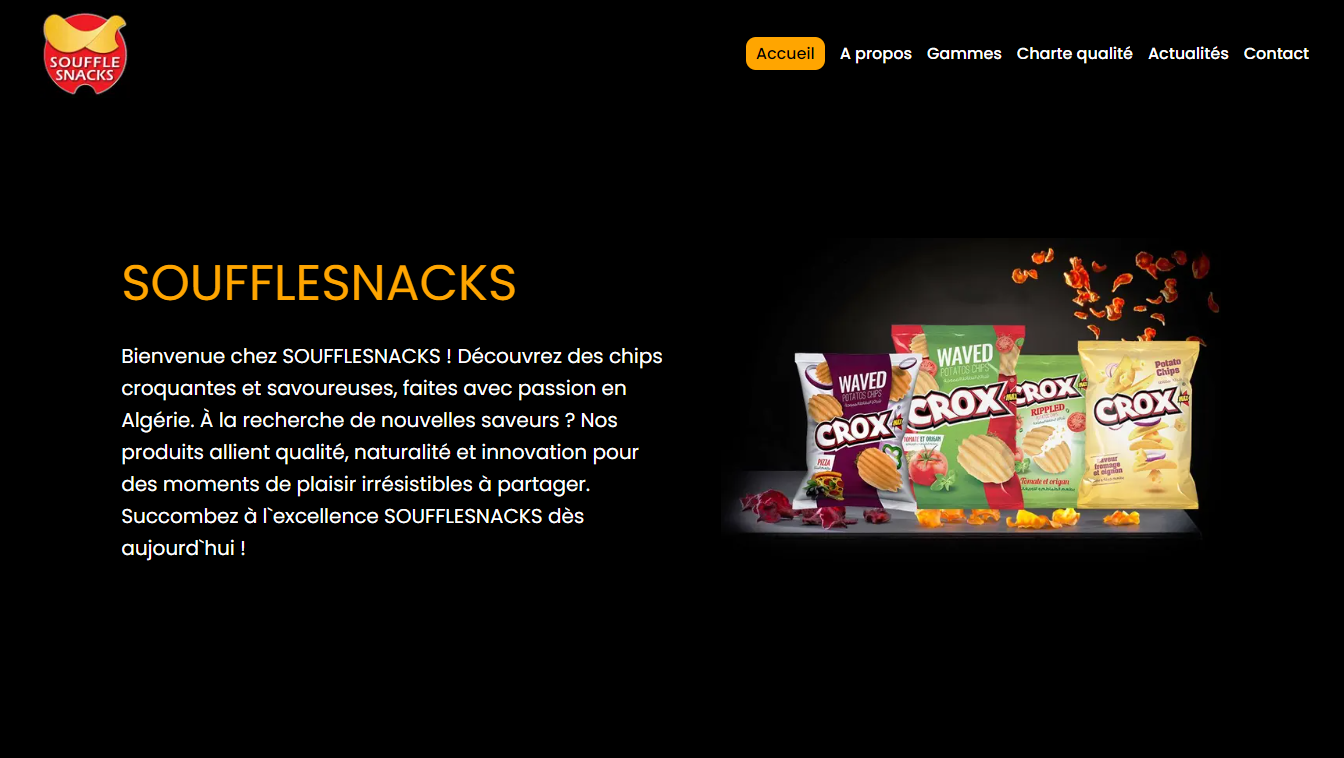 SOUFFLE
SNACKS
Accueil A propos Gammes Charte qualité Actualités Contact
SOUFFLESNACKS
Bienvenue chez SOUFFLESNACKS ! Découvrez des chips
croquantes et savoureuses, faites avec passion en
Algérie. À la recherche de nouvelles saveurs ? Nos
produits allient qualité, naturalité et innovation pour
des moments de plaisir irrésistibles à partager.
Succombez à l`excellence SOUFFLESNACKS dès
aujourd`hui !
WAVED
POTATOS CHIPS
CROX
PIZZA
WAVED
POTATOS CHIPS
CROX
MAX
TOMATE ET ORIGAN
CROX
RIPPLED
Tomate et origan
Potato
Chips
CROX
MAX
Saveur
fromage
et oignon